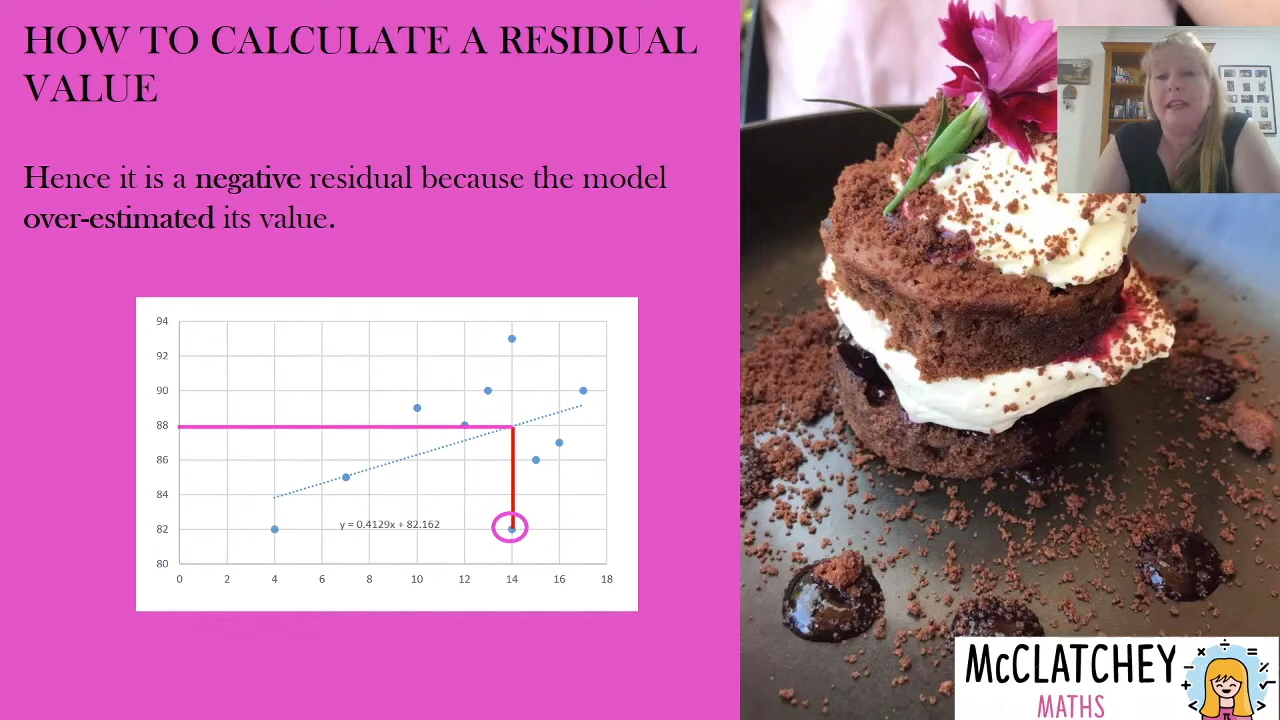 HOW TO CALCULATE A RESIDUAL
VALUE
Hence it is a negative residual because the model
over-estimated its value.
94
92
90
88
86
84
82
80
y = 0.4129x + 82.162
0 2 4 6 8 10 12 14 16 18
McCLATCHEY
MATHS